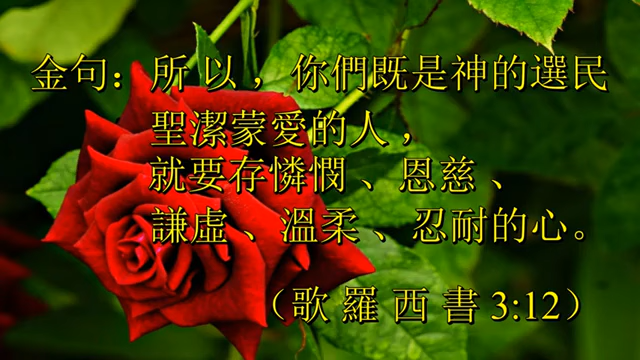 金句：所以，你們既是神的選民
聖潔蒙愛的人，
就要存憐憫、恩慈、
謙虛、溫柔、忍耐的心。
（歌羅西書 3:12）